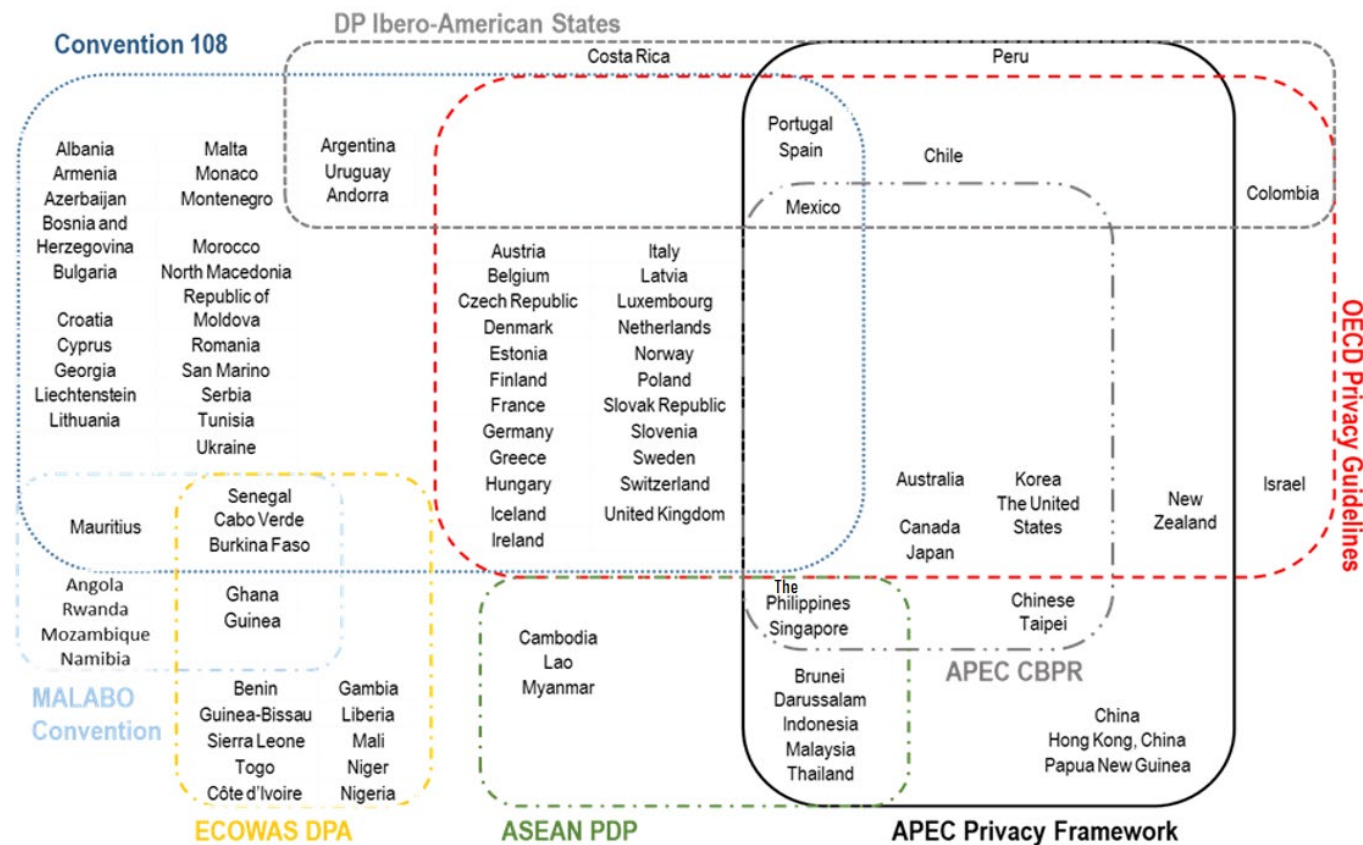 DP Ibero-American States
Convention 108
Costa Rica
Peru
Portugal
Spain
Chile
Colombia
Mexico
Albania
Armenia
Azerbaijan
Bosnia and
Herzegovina
Bulgaria
Croatia
Cyprus
Georgia
Liechtenstein
Lithuania
Malta
Monaco
Montenegro
Morocco
North Macedonia
Republic of
Moldova
Romania
San Marino
Serbia
Tunisia
Ukraine
Argentina
Uruguay
Andorra
Austria
Belgium
Czech Republic
Denmark
Estonia
Finland
France
Germany
Greece
Hungary
Iceland
Ireland
Italy
Latvia
Luxembourg
Netherlands
Norway
Poland
Slovak Republic
Slovenia
Sweden
Switzerland
United Kingdom
Australia
Canada
Japan
Korea
The United
States
New
Zealand
Israel
OECD Privacy Guidelines
Mauritius
Senegal
Cabo Verde
Burkina Faso
Angola
Rwanda
Mozambique
Namibia
Ghana
Guinea
MALABO
Convention
Benin
Guinea-Bissau
Sierra Leone
Togo
Côte d'Ivoire
Gambia
Liberia
Mali
Niger
Nigeria
ECOWAS DPA
Cambodia
Lao
Myanmar
The
Philippines
Singapore
Chinese
Taipei
APEC CBPR
Brunei
Darussalam
Indonesia
Malaysia
Thailand
China
Hong Kong, China
Papua New Guinea
ASEAN PDP
APEC Privacy Framework